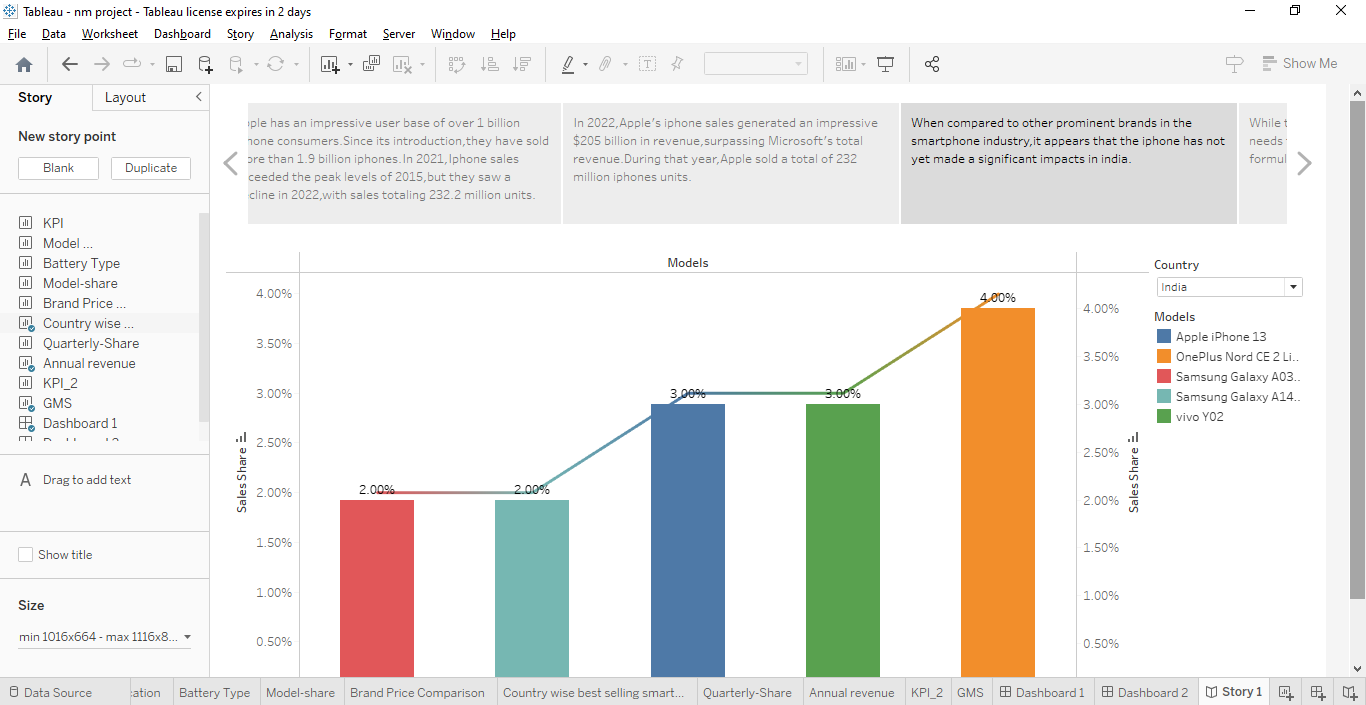 Tableau - nm project - Tableau license expires in 2 days
File Data Worksheet Dashboard Story Analysis Format Server Window Help
Show Me
Story Layout
New story point
Blank Duplicate
KPI
Model ...
Battery Type
Model-share
Brand Price ...
Country wise ...
Quarterly-Share
Annual revenue
KPI_2
GMS
Dashboard 1
A Drag to add text
Show title
Size
min 1016x664 - max 1116x8...
ple has an impressive user base of over 1 billion
hone consumers.Since its introduction,they have sold
ore than 1.9 billion iphones.In 2021,Iphone sales
ceeded the peak levels of 2015,but they saw a
cline in 2022,with sales totaling 232.2 million units.
In 2022,Apple's iphone sales generated an impressive
$205 billion in revenue,surpassing Microsoft's total
revenue.During that year,Apple sold a total of 232
million iphones units.
When compared to other prominent brands in the
smartphone industry,it appears that the iphone has not
yet made a significant impacts in india.
While t
needs
formul
Models
4.00%
3.50%
3.00%
2.50%
2.00%
1.50%
1.00%
0.50%
Sales Share
2.00%
2.00%
3.00%
3.00%
4.00%
4.00%
3.50%
3.00%
2.50%
2.00%
1.50%
1.00%
0.50%
Sales Share
Country
India
Models
Apple iPhone 13
OnePlus Nord CE 2 Li..
Samsung Galaxy A03..
Samsung Galaxy A14..
vivo Y02
Data Source ation Battery Type Model-share Brand Price Comparison Country wise best selling smart... Quarterly-Share Annual revenue KPI_2 GMS Dashboard 1 Dashboard 2 Story 1